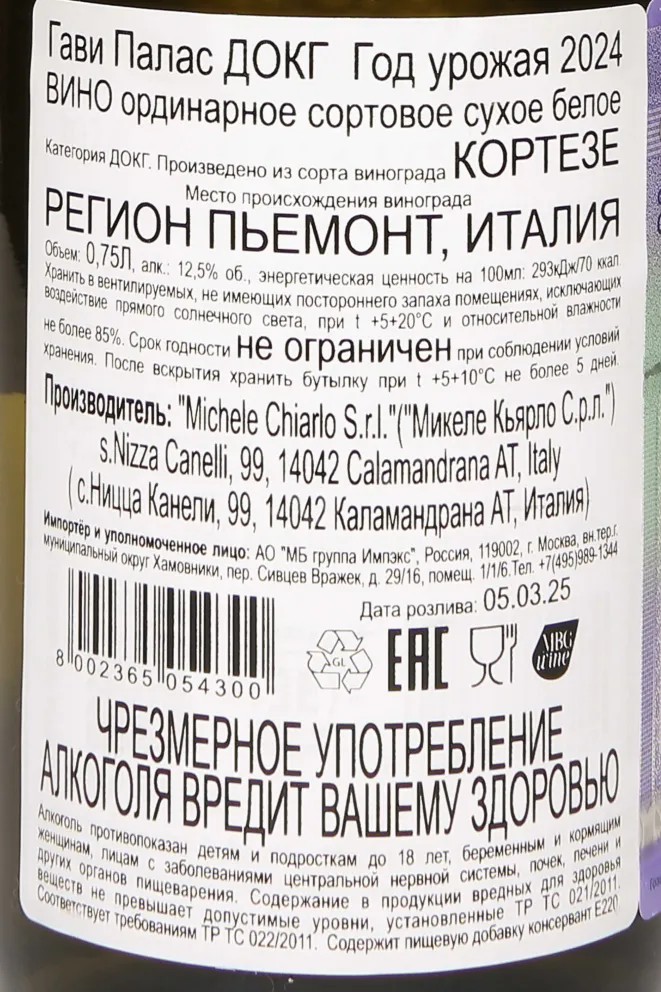 Гави Палас ДОКГ Год урожая 2024
ВИНО ординарное сортовое сухое белое
Категория ДОКГ. Произведено из сорта винограда КОРТЕЗЕ
Место происхождения винограда
РЕГИОН ПЬЕМОНТ, ИТАЛИЯ
Объем: 0,75Л, алк.: 12,5% об., энергетическая ценность на 100мл: 293кДж/70 ккал
Хранить в вентилируемых, не имеющих постороннего запаха помещениях, исключающих
воздействие прямого солнечного света, при t +5+20°С и относительной влажности
не более 85%. Срок годности не ограничен при соблюдении условий
хранения. После вскрытия хранить бутылку при t +5+10°С не более 5 дней.
Производитель: "Michele Chiarlo S.r.l."("Микеле Кьярло С.р.л.")
s.Nizza Canelli, 99, 14042 Calamandrana AT, Italy
(с.Ницца Канели, 99, 14042 Каламандрана АТ, Италия)
Импортёр и уполномоченное лицо: АО "МБ группа Импэкс", Россия, 119002, г. Москва, вн.тер.г.
муниципальный округ Хамовники, пер. Сивцев Вражек, д. 29/16, помещ. 1/1/6.Тел. +7(495)989-1344
Дата розлива: 05.03.25
8 002365 054300
GL
EAC
MBG
wine
ЧРЕЗМЕРНОЕ УПОТРЕБЛЕНИЕ
АЛКОГОЛЯ ВРЕДИТ ВАШЕМУ ЗДОРОВЬЮ
Алкоголь противопоказан детям и подросткам до 18 лет, беременным и кормящим
женщинам, лицам с заболеваниями центральной нервной системы, почек, печени и
других органов пищеварения. Содержание в продукции вредных для здоровья
веществ не превышает допустимые уровни, установленные ТР ТС 021/2011.
Соответствует требованиям ТР ТС 022/2011. Содержит пищевую добавку консервант Е220